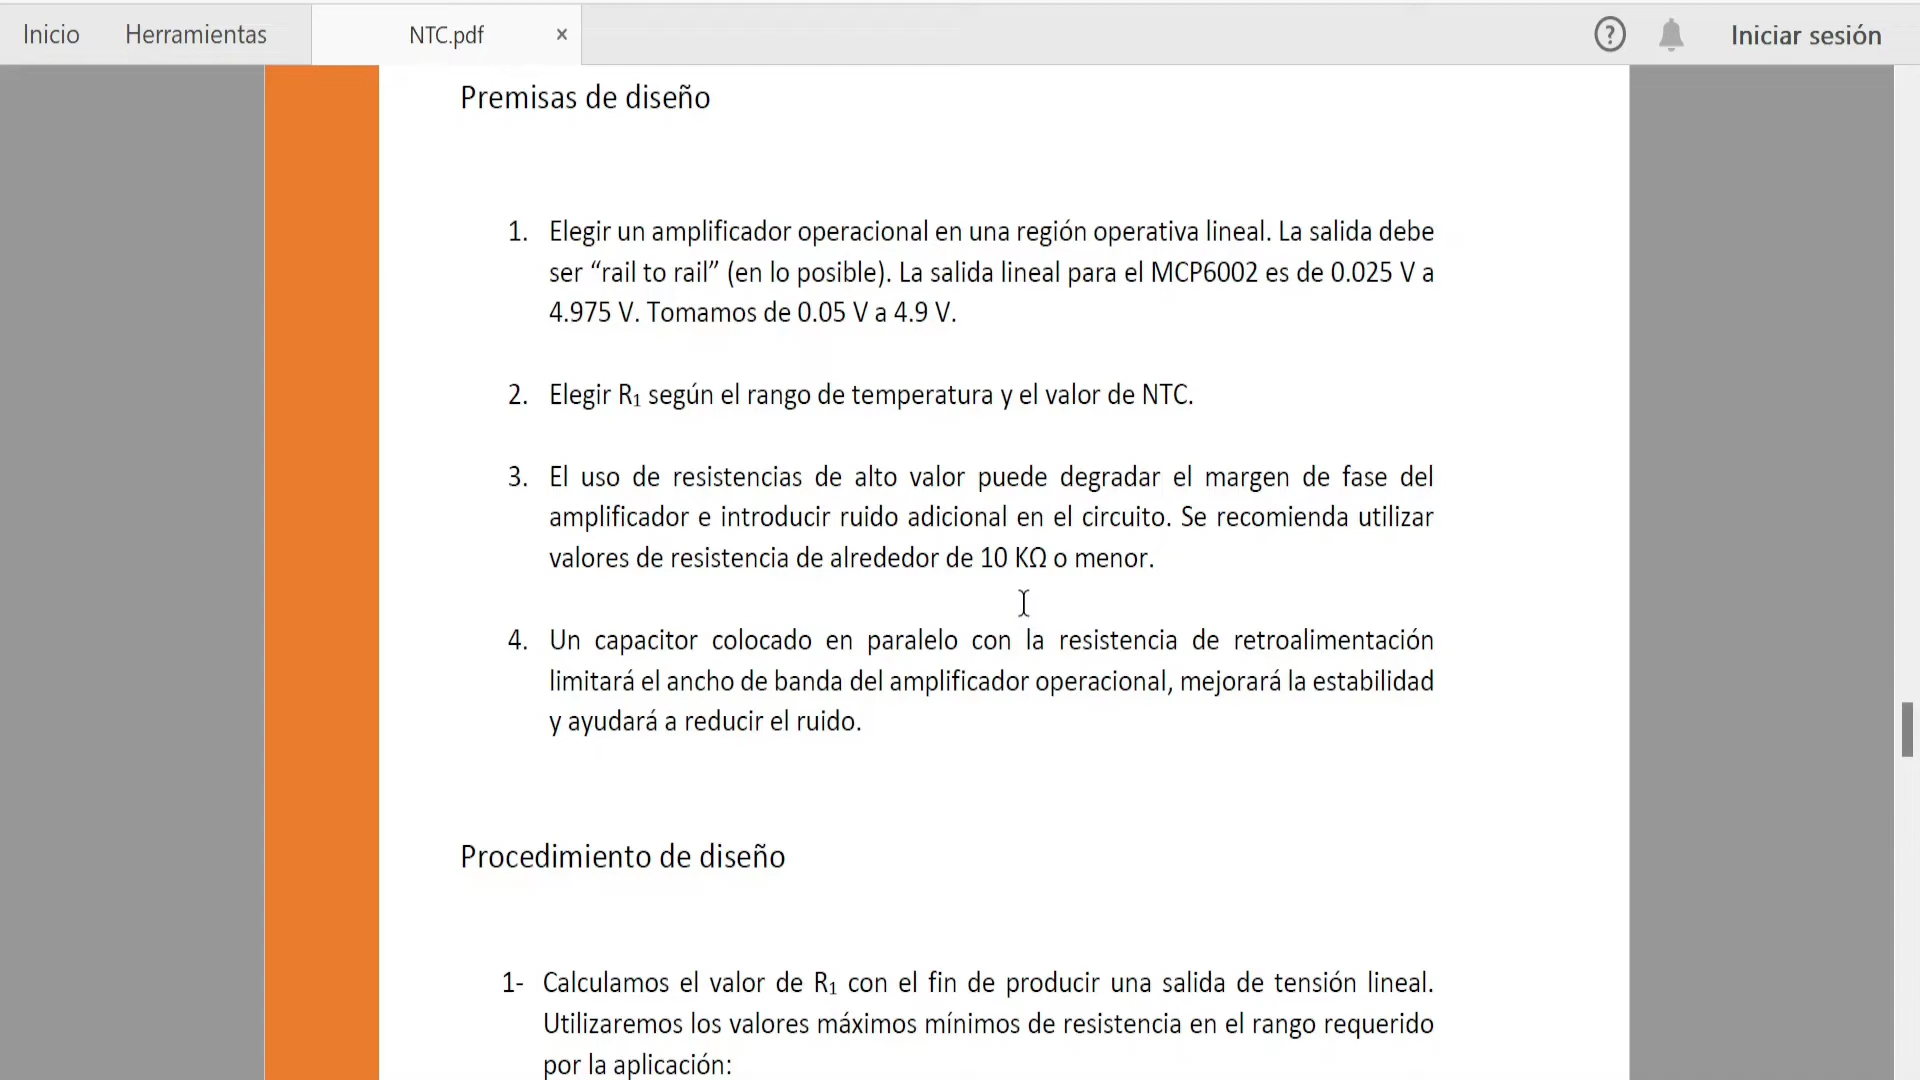 Inicio Herramientas NTC.pdf × ? Iniciar sesión
Premisas de diseño
1. Elegir un amplificador operacional en una región operativa lineal. La salida debe
ser “rail to rail” (en lo posible). La salida lineal para el MCP6002 es de 0.025 V a
4.975 V. Tomamos de 0.05 V a 4.9 V.
2. Elegir R₁ según el rango de temperatura y el valor de NTC.
3. El uso de resistencias de alto valor puede degradar el margen de fase del
amplificador e introducir ruido adicional en el circuito. Se recomienda utilizar
valores de resistencia de alrededor de 10 KΩ o menor.
4. Un capacitor colocado en paralelo con la resistencia de retroalimentación
limitará el ancho de banda del amplificador operacional, mejorará la estabilidad
y ayudará a reducir el ruido.
Procedimiento de diseño
1- Calculamos el valor de R₁ con el fin de producir una salida de tensión lineal.
Utilizaremos los valores máximos mínimos de resistencia en el rango requerido
por la aplicación: